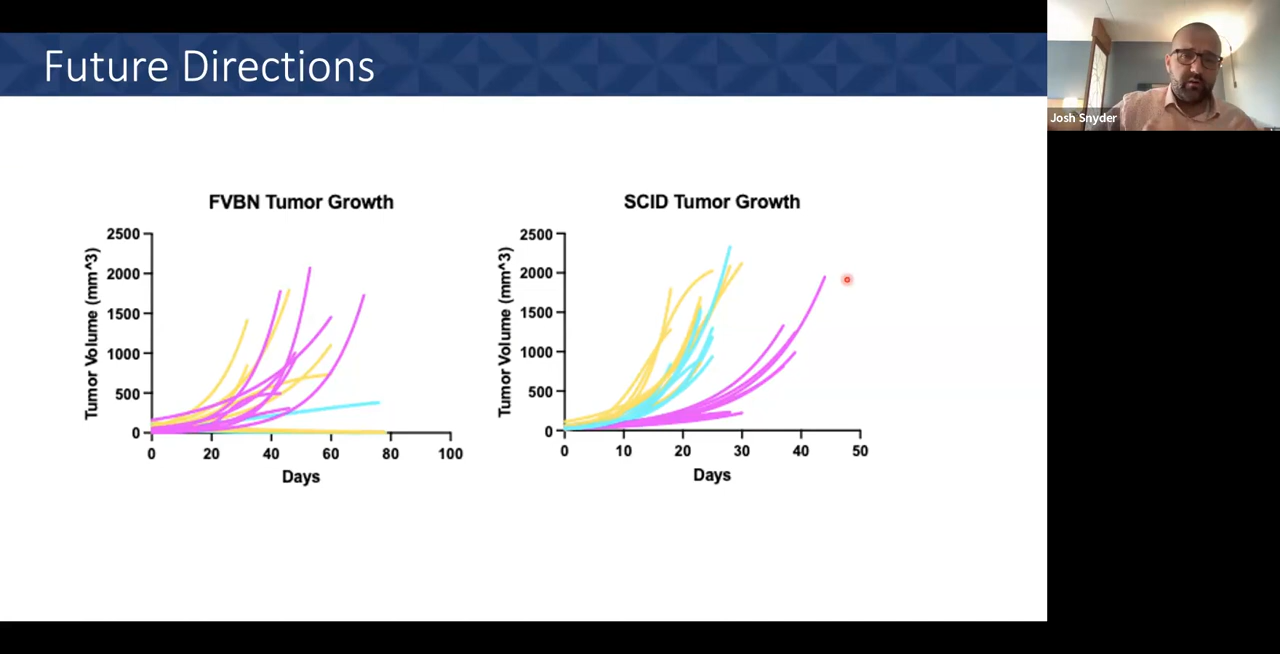 Future Directions
Josh Snyder
FVBN Tumor Growth
Tumor Volume (mm^3)
2500
2000
1500
1000
500
0
0 20 40 60 80 100
Days
SCID Tumor Growth
Tumor Volume (mm^3)
2500
2000
1500
1000
500
0
0 10 20 30 40 50
Days